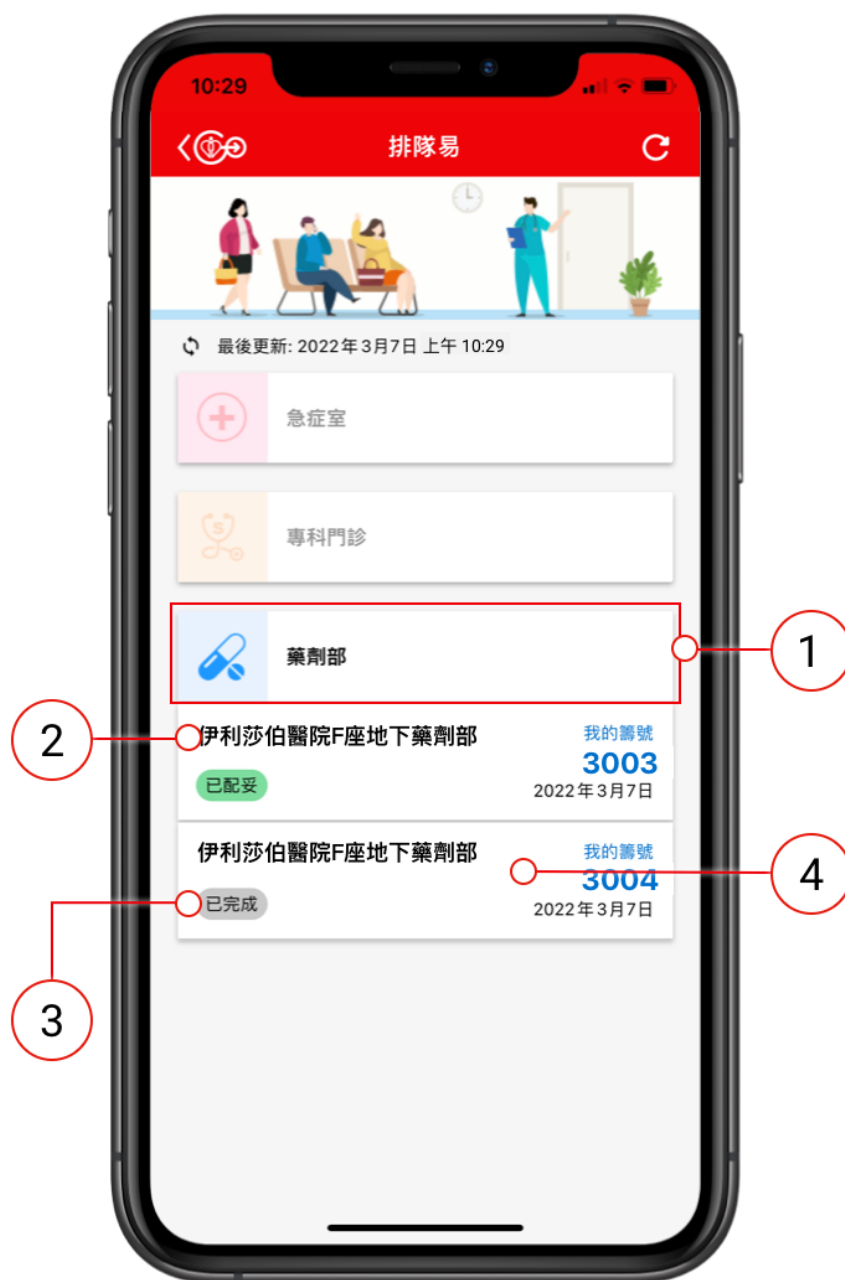 10:29
排隊易
最後更新: 2022年3月7日 上午 10:29
急症室
S
專科門診
藥劑部
1
2
伊利莎伯醫院F座地下藥劑部
我的籌號
3003
已配妥
2022年3月7日
伊利莎伯醫院F座地下藥劑部
我的籌號
3004
4
已完成
2022年3月7日
3